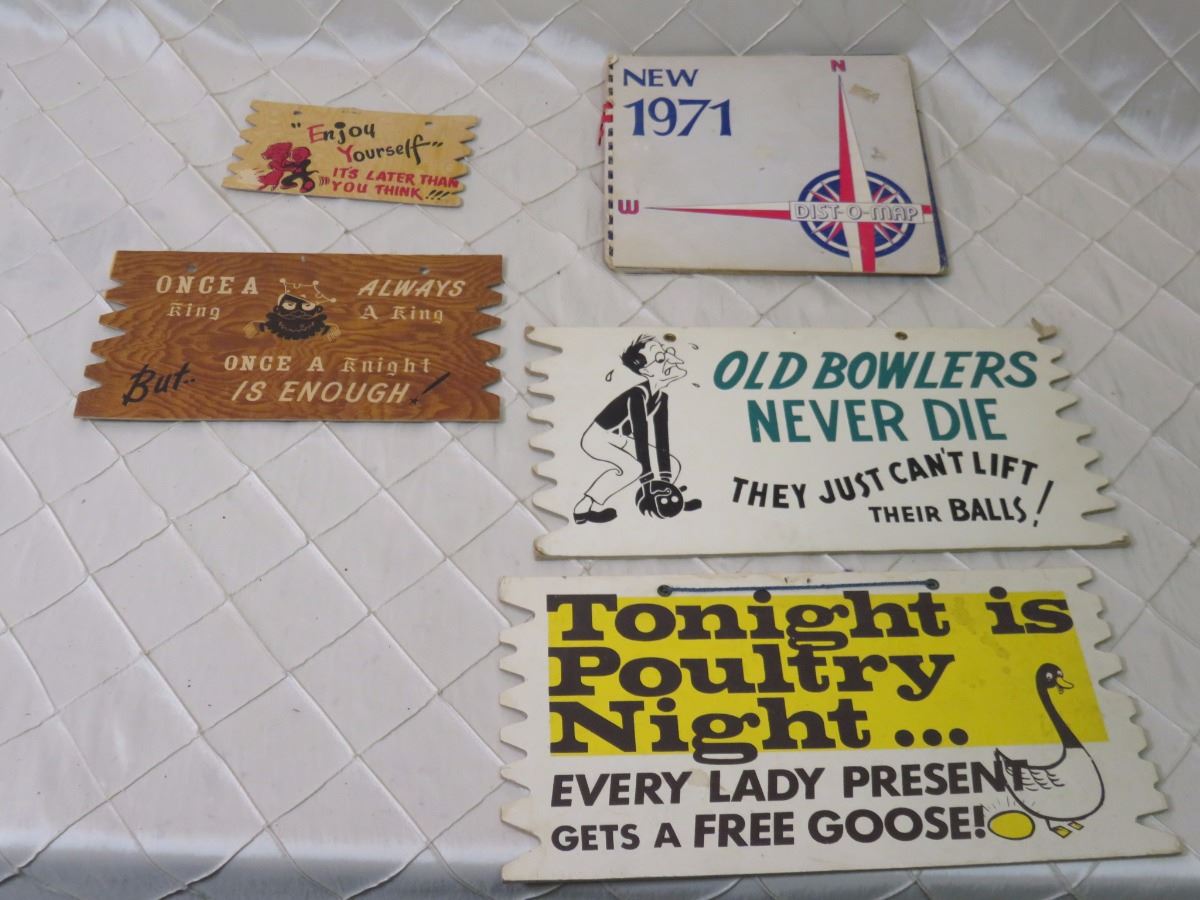 "Enjoy
Yourself"
IT'S LATER THAN
YOU THINK!!!
NEW
1971
N
W
DIST-O-MAP
ONCE A ALWAYS
King A King
But.. ONCE A Knight
IS ENOUGH!
OLD BOWLERS
NEVER DIE
THEY JUST CAN'T LIFT
THEIR BALLS!
Tonight is
Poultry
Night...
EVERY LADY PRESENT
GETS A FREE GOOSE!